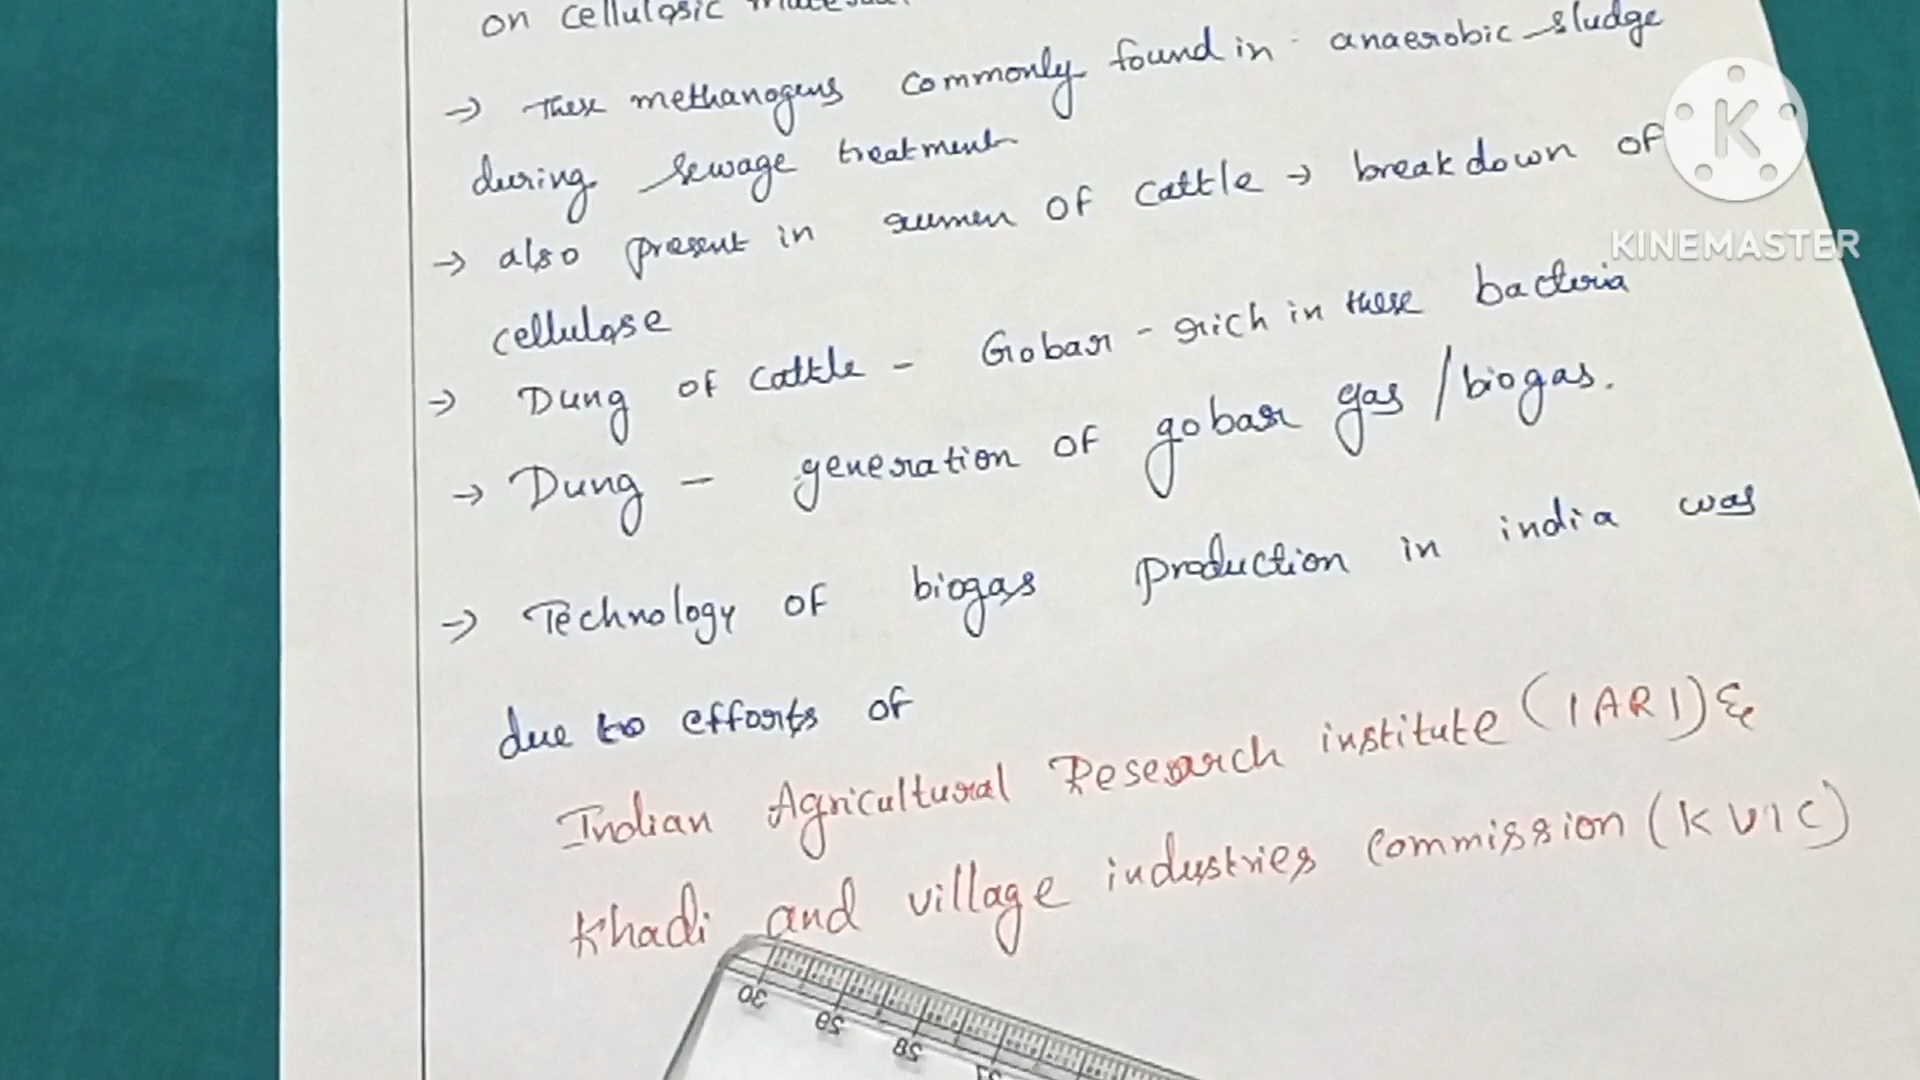 on cellulosic
→ These methanogens commonly found in anaerobic sludge
during sewage treatment
→ also present in rumen of cattle → breakdown of
cellulose
→ Dung of cattle - Gobar - rich in these bacteria
→ Dung - generation of gobar gas / biogas.
→ Technology of biogas production in india was
due to efforts of
Indian Agricultural Research institute (IARI) &
Khadi and village industries Commission (KVIC)
K
KINEMASTER
30
29
28